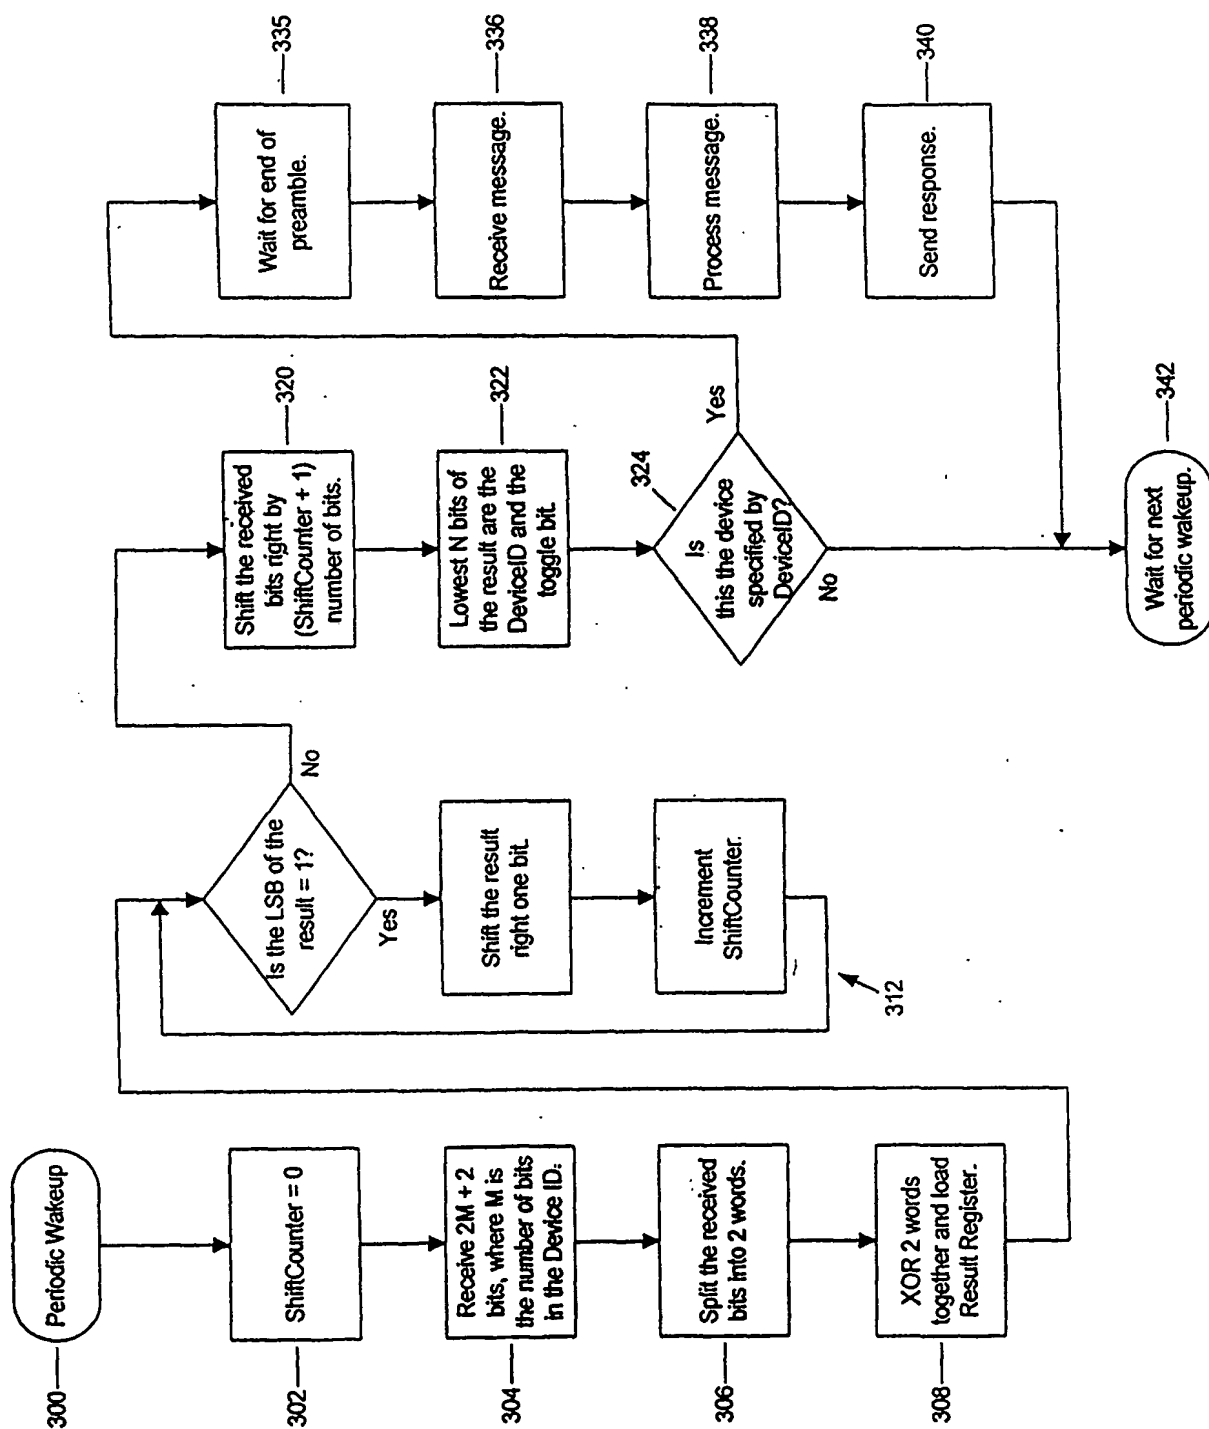 300
Periodic Wakeup
302
ShiftCounter = 0
304
Receive 2M + 2
bits, where M is
the number of bits
in the Device ID.
306
Split the received
bits into 2 words.
308
XOR 2 words
together and load
Result Register.
Is the LSB of the
result = 1?
No
Yes
Shift the result
right one bit.
Increment
ShiftCounter.
312
Shift the received
bits right by
(ShiftCounter + 1)
number of bits.
320
Lowest N bits of
the result are the
DeviceID and the
toggle bit.
322
324
Is
this the device
specified by
DeviceID?
Yes
No
Wait for end of
preamble.
335
Receive message.
336
Process message.
338
Send response.
340
Wait for next
periodic wakeup.
342